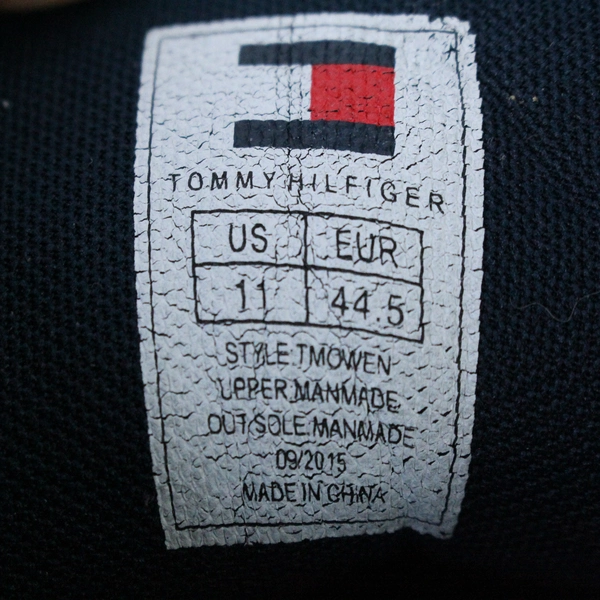 TOMMY HILFIGER
US EUR
11 44.5
STYLE:TMOWEN
UPPER.MANMADE
OUT SOLE.MANMADE
09/2015
MADE IN CHINA